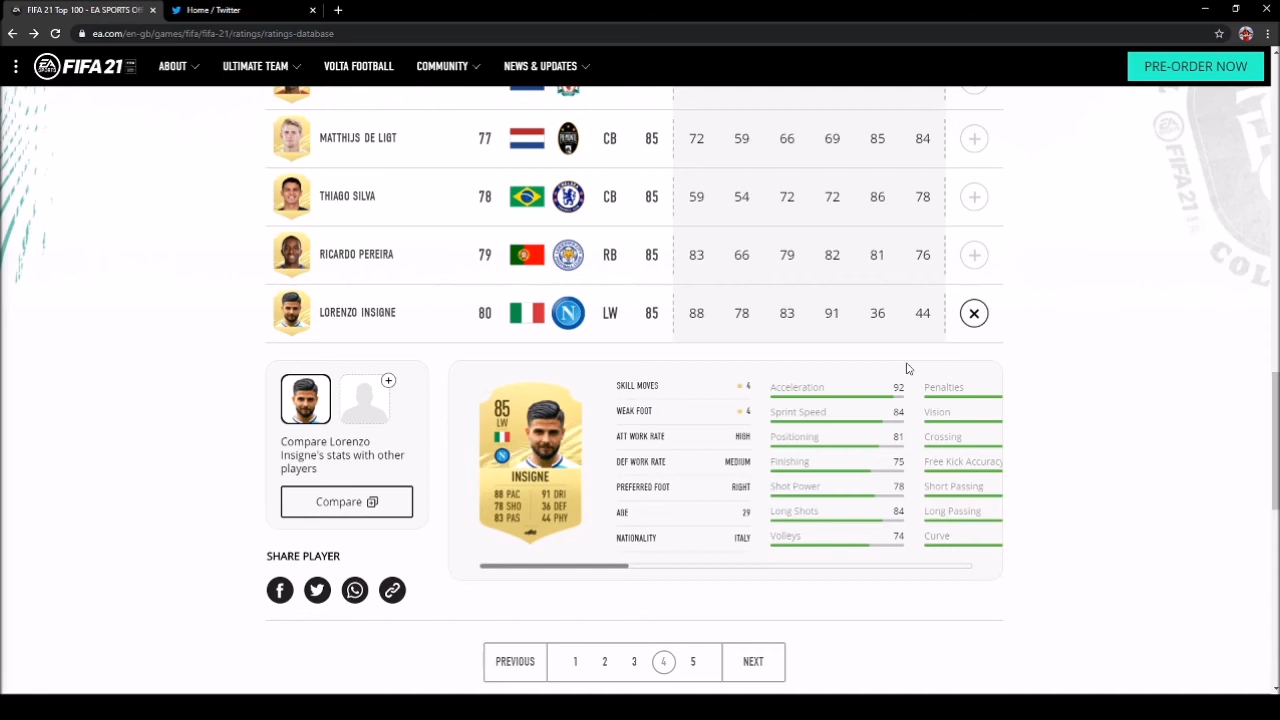 FIFA 21 Top 100 - EA SPORTS Of
Home / Twitter
ea.com/en-gb/games/fifa/fifa-21/ratings/ratings-database
EA SPORTS FIFA 21 ABOUT ULTIMATE TEAM VOLTA FOOTBALL COMMUNITY NEWS & UPDATES PRE-ORDER NOW
MATTHIJS DE LIGT 77 CB 85 72 59 66 69 85 84
THIAGO SILVA 78 CB 85 59 54 72 72 86 78
RICARDO PEREIRA 79 RB 85 83 66 79 82 81 76
LORENZO INSIGNE 80 N LW 85 88 78 83 91 36 44
Compare Lorenzo
Insigne's stats with other
players
Compare
SHARE PLAYER
85
LW
N
INSIGNE
88 PAC 91 DRI
78 SHO 36 DEF
83 PAS 44 PHY
SKILL MOVES 4
WEAK FOOT 4
ATT WORK RATE HIGH
DEF WORK RATE MEDIUM
PREFERRED FOOT RIGHT
AGE 29
NATIONALITY ITALY
Acceleration 92
Sprint Speed 84
Positioning 81
Finishing 75
Shot Power 78
Long Shots 84
Volleys 74
Penalties
Vision
Crossing
Free Kick Accuracy
Short Passing
Long Passing
Curve
PREVIOUS 1 2 3 4 5 NEXT